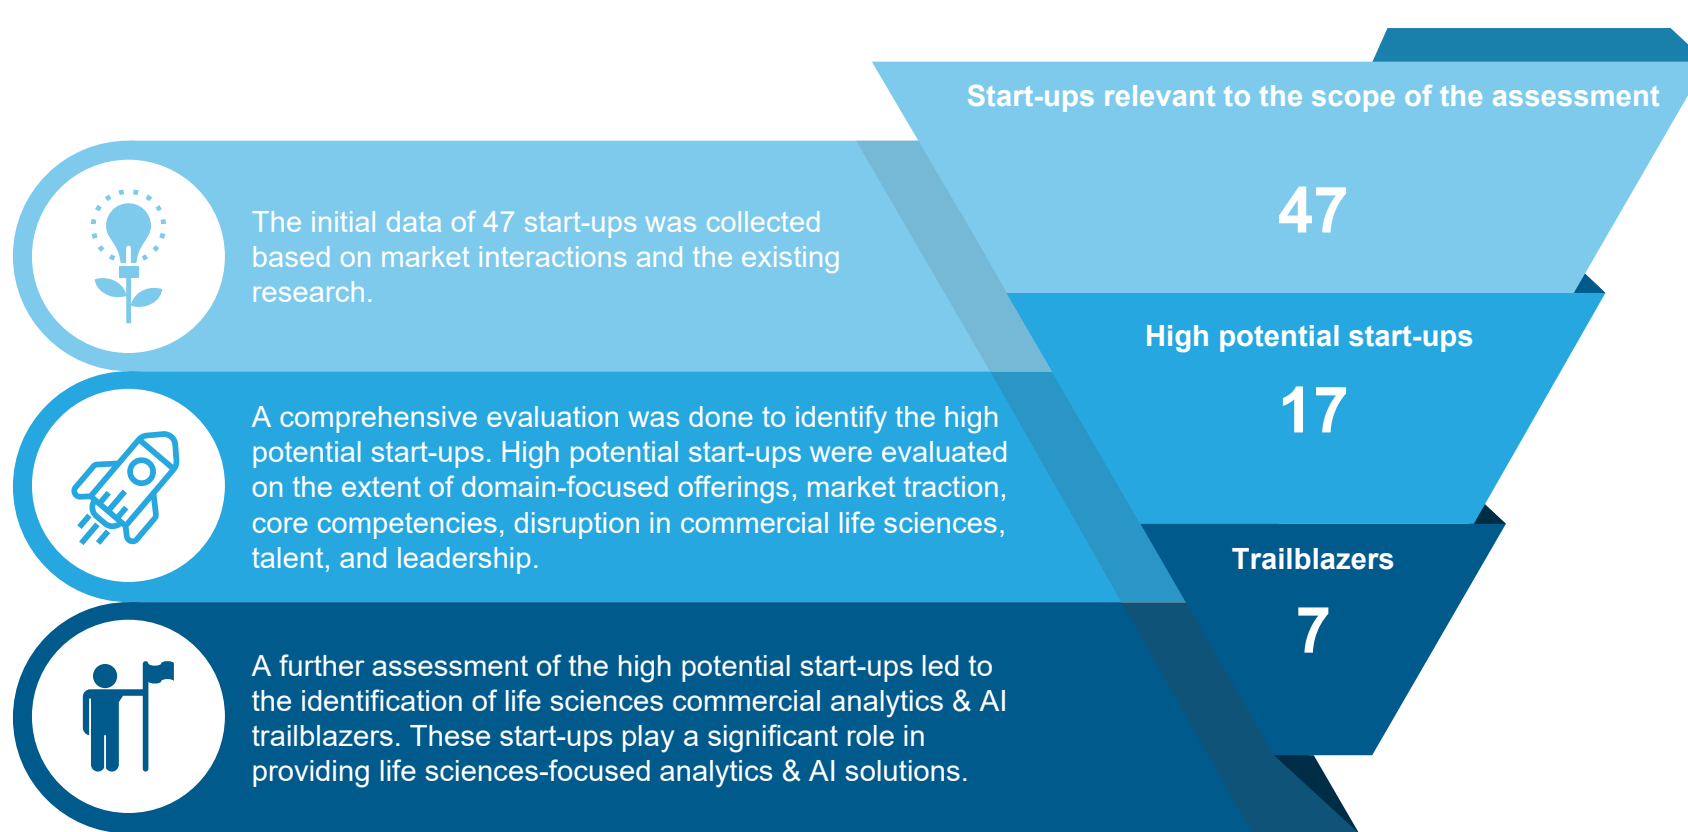 Start-ups relevant to the scope of the assessment
47
The initial data of 47 start-ups was collected
based on market interactions and the existing
research.
High potential start-ups
17
A comprehensive evaluation was done to identify the high
potential start-ups. High potential start-ups were evaluated
on the extent of domain-focused offerings, market traction,
core competencies, disruption in commercial life sciences,
talent, and leadership.
Trailblazers
7
A further assessment of the high potential start-ups led to
the identification of life sciences commercial analytics & AI
trailblazers. These start-ups play a significant role in
providing life sciences-focused analytics & AI solutions.